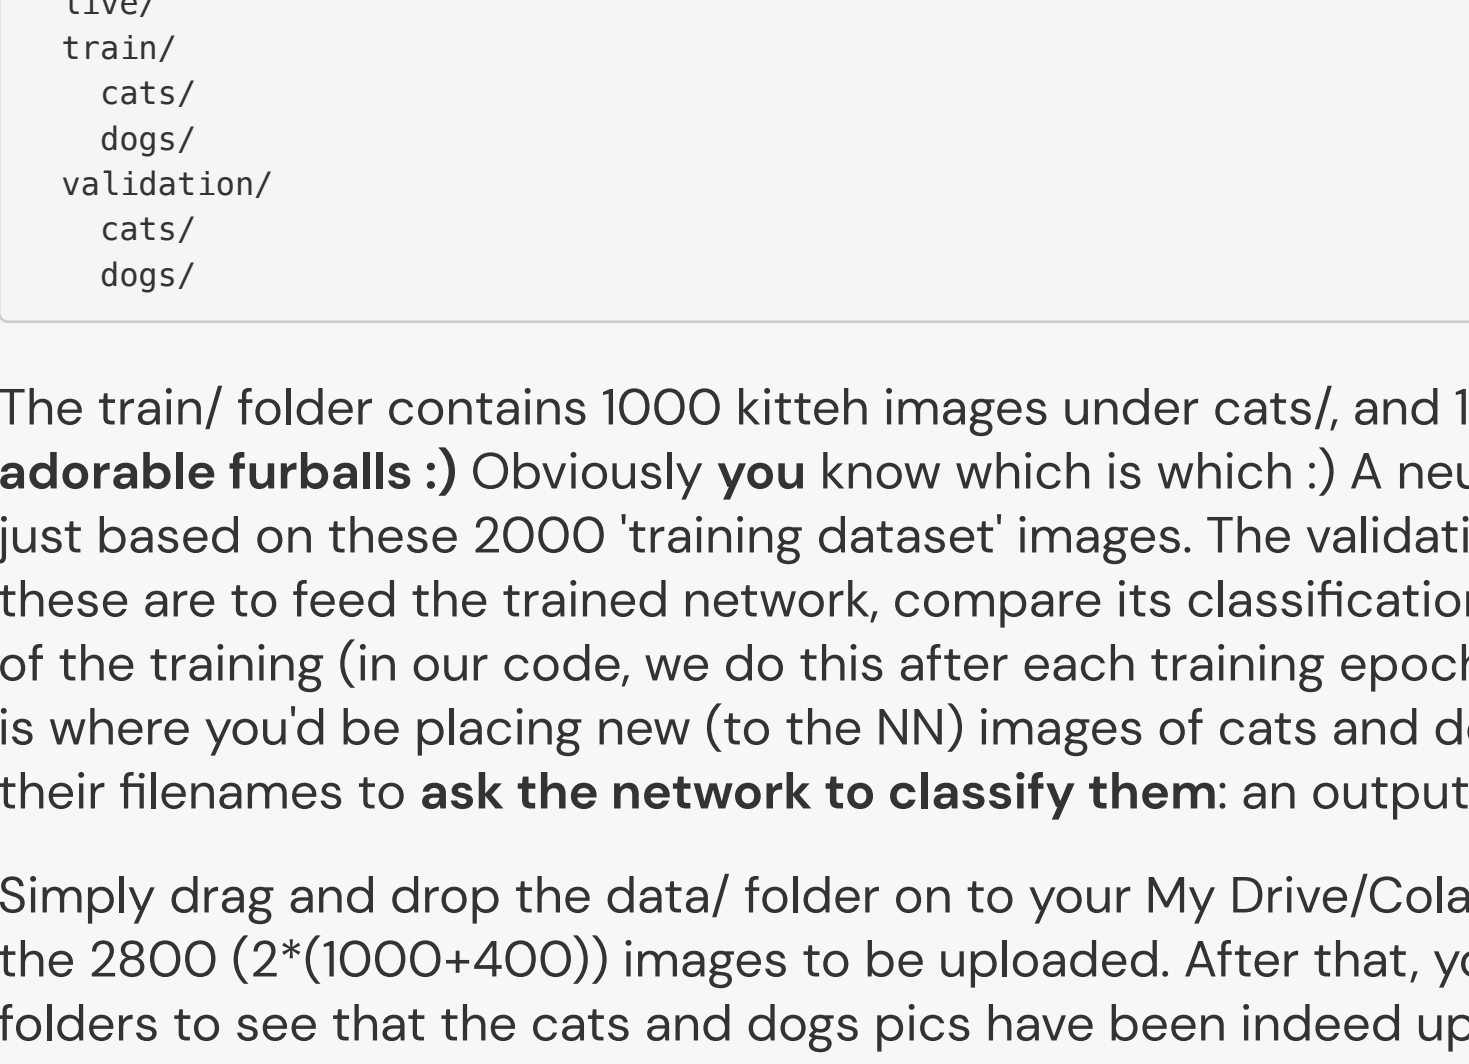 live/
train/
cats/
dogs/
validation/
cats/
dogs/
The train/ folder contains 1000 kitteh images under cats/, and 1
adorable furballs :) Obviously you know which is which :) A neu
just based on these 2000 'training dataset' images. The validati
these are to feed the trained network, compare its classification
of the training (in our code, we do this after each training epoch
is where you'd be placing new (to the NN) images of cats and do
their filenames to ask the network to classify them: an output
Simply drag and drop the data/ folder on to your My Drive/Cola
the 2800 (2*(1000+400)) images to be uploaded. After that, yo
folders to see that the cats and dogs pics have been indeed up